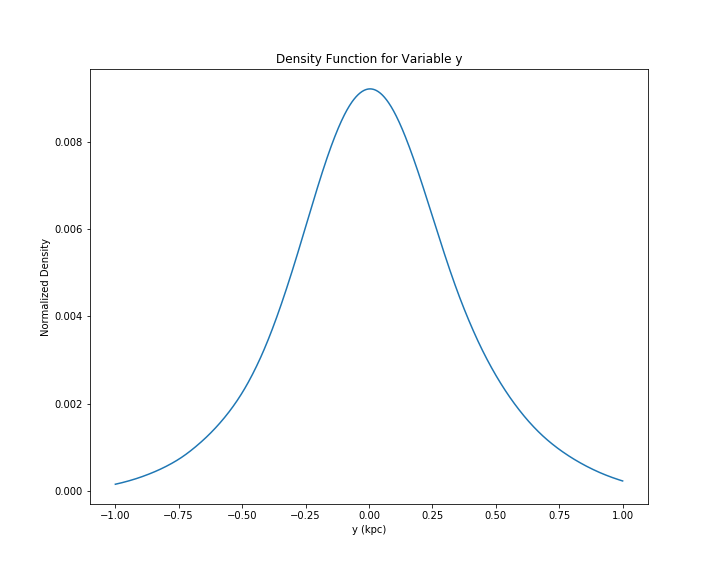 Density Function for Variable y
Normalized Density
0.008
0.006
0.004
0.002
0.000
−1.00 −0.75 −0.50 −0.25 0.00 0.25 0.50 0.75 1.00
y (kpc)